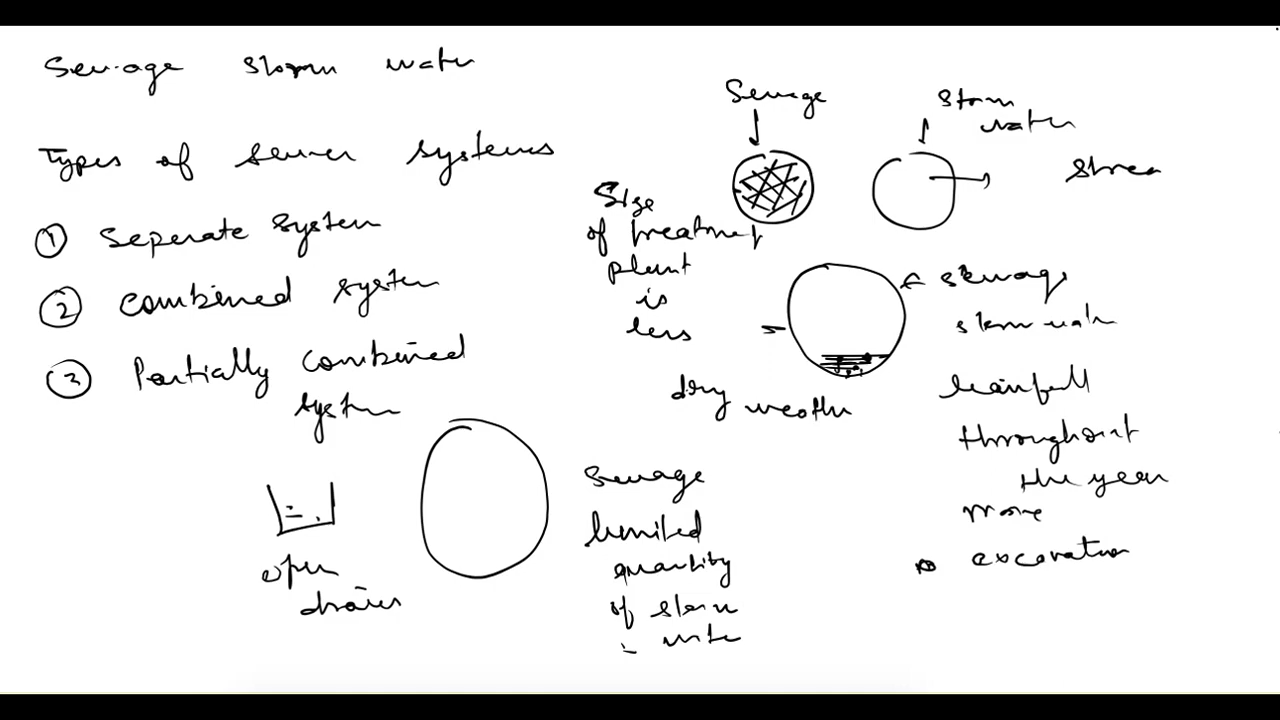 Sewage storm water
Types of sewer systems
① Seperate system
② Combined system
③ Partially combined
system
open
drains
Sewage
storm
water
Size
of treatment
plant
is
less
sewage
storm water
dry weather
rainfall
throughout
the year
more
excavation
Sewage
limited
quantity
of storm
water